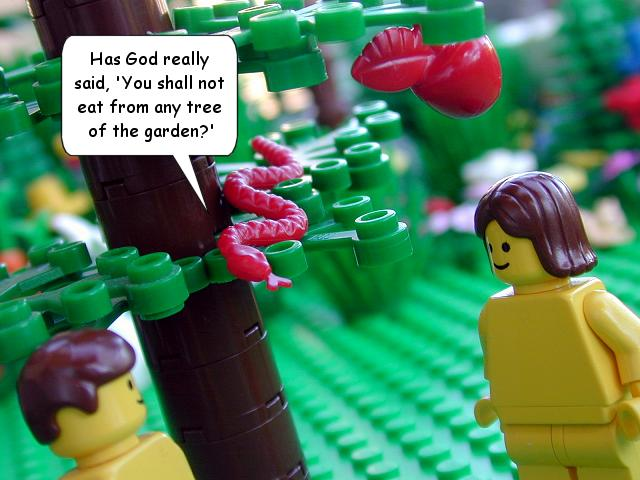 Has God really
said, 'You shall not
eat from any tree
of the garden?'